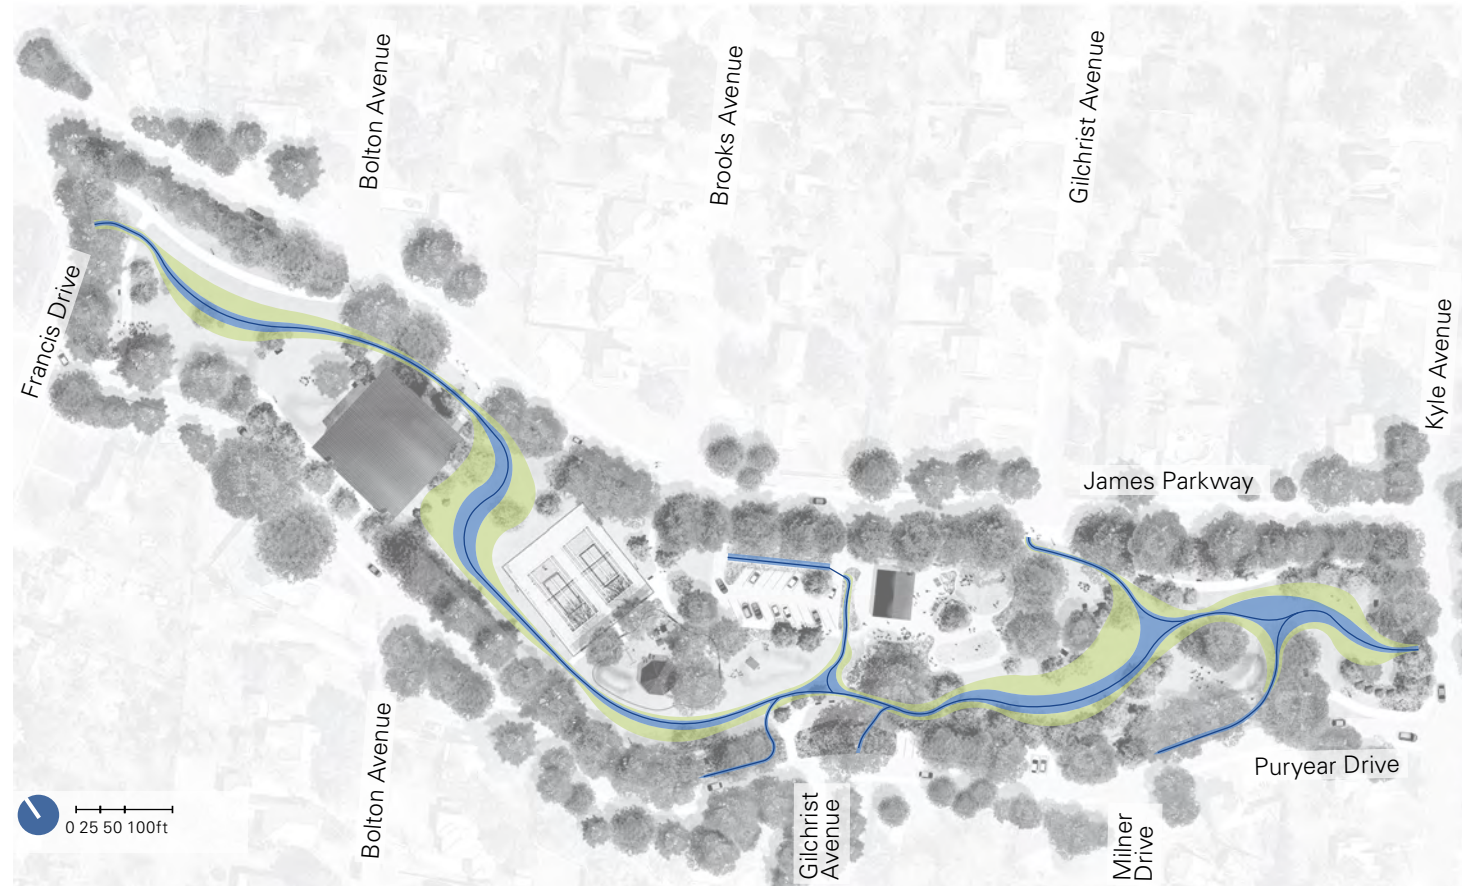 Bolton Avenue
Brooks Avenue
Gilchrist Avenue
Francis Drive
Kyle Avenue
James Parkway
Bolton Avenue
Puryear Drive
Gilchrist
Avenue
Milner
Drive
0 25 50 100ft